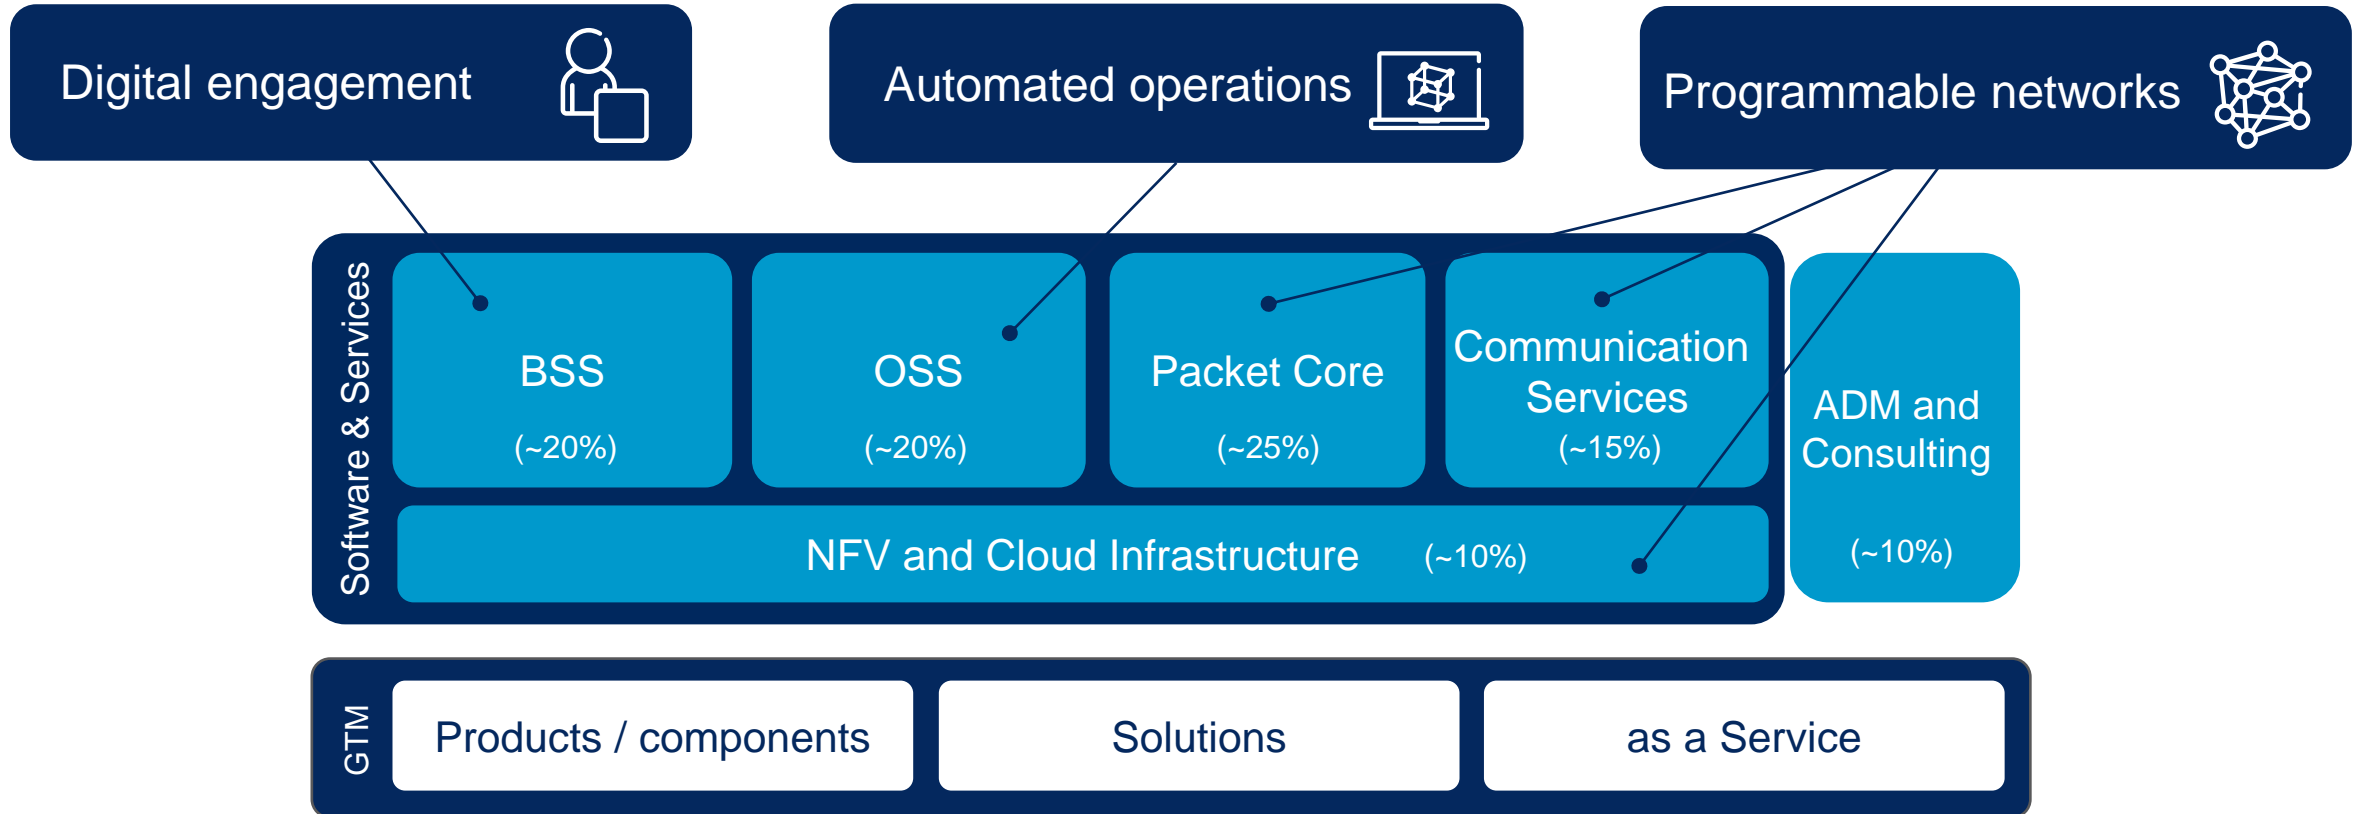 Digital engagement
Automated operations
Programmable networks
Software & Services
BSS
(~20%)
OSS
(~20%)
Packet Core
(~25%)
Communication
Services
(~15%)
ADM and
Consulting
(~10%)
NFV and Cloud Infrastructure (~10%)
GTM
Products / components
Solutions
as a Service